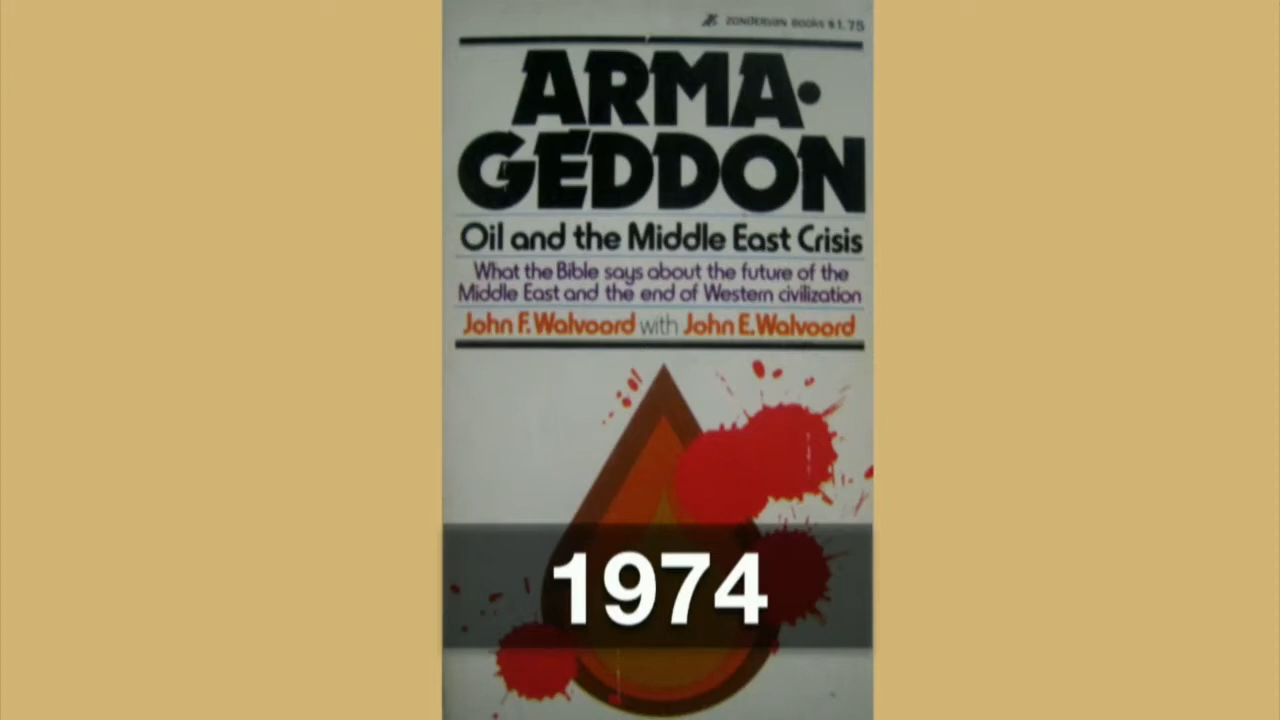 ZONDERVAN BOOKS $1.75
ARMA·
GEDDON
Oil and the Middle East Crisis
What the Bible says about the future of the
Middle East and the end of Western civilization
John F. Walvoord with John E. Walvoord
1974